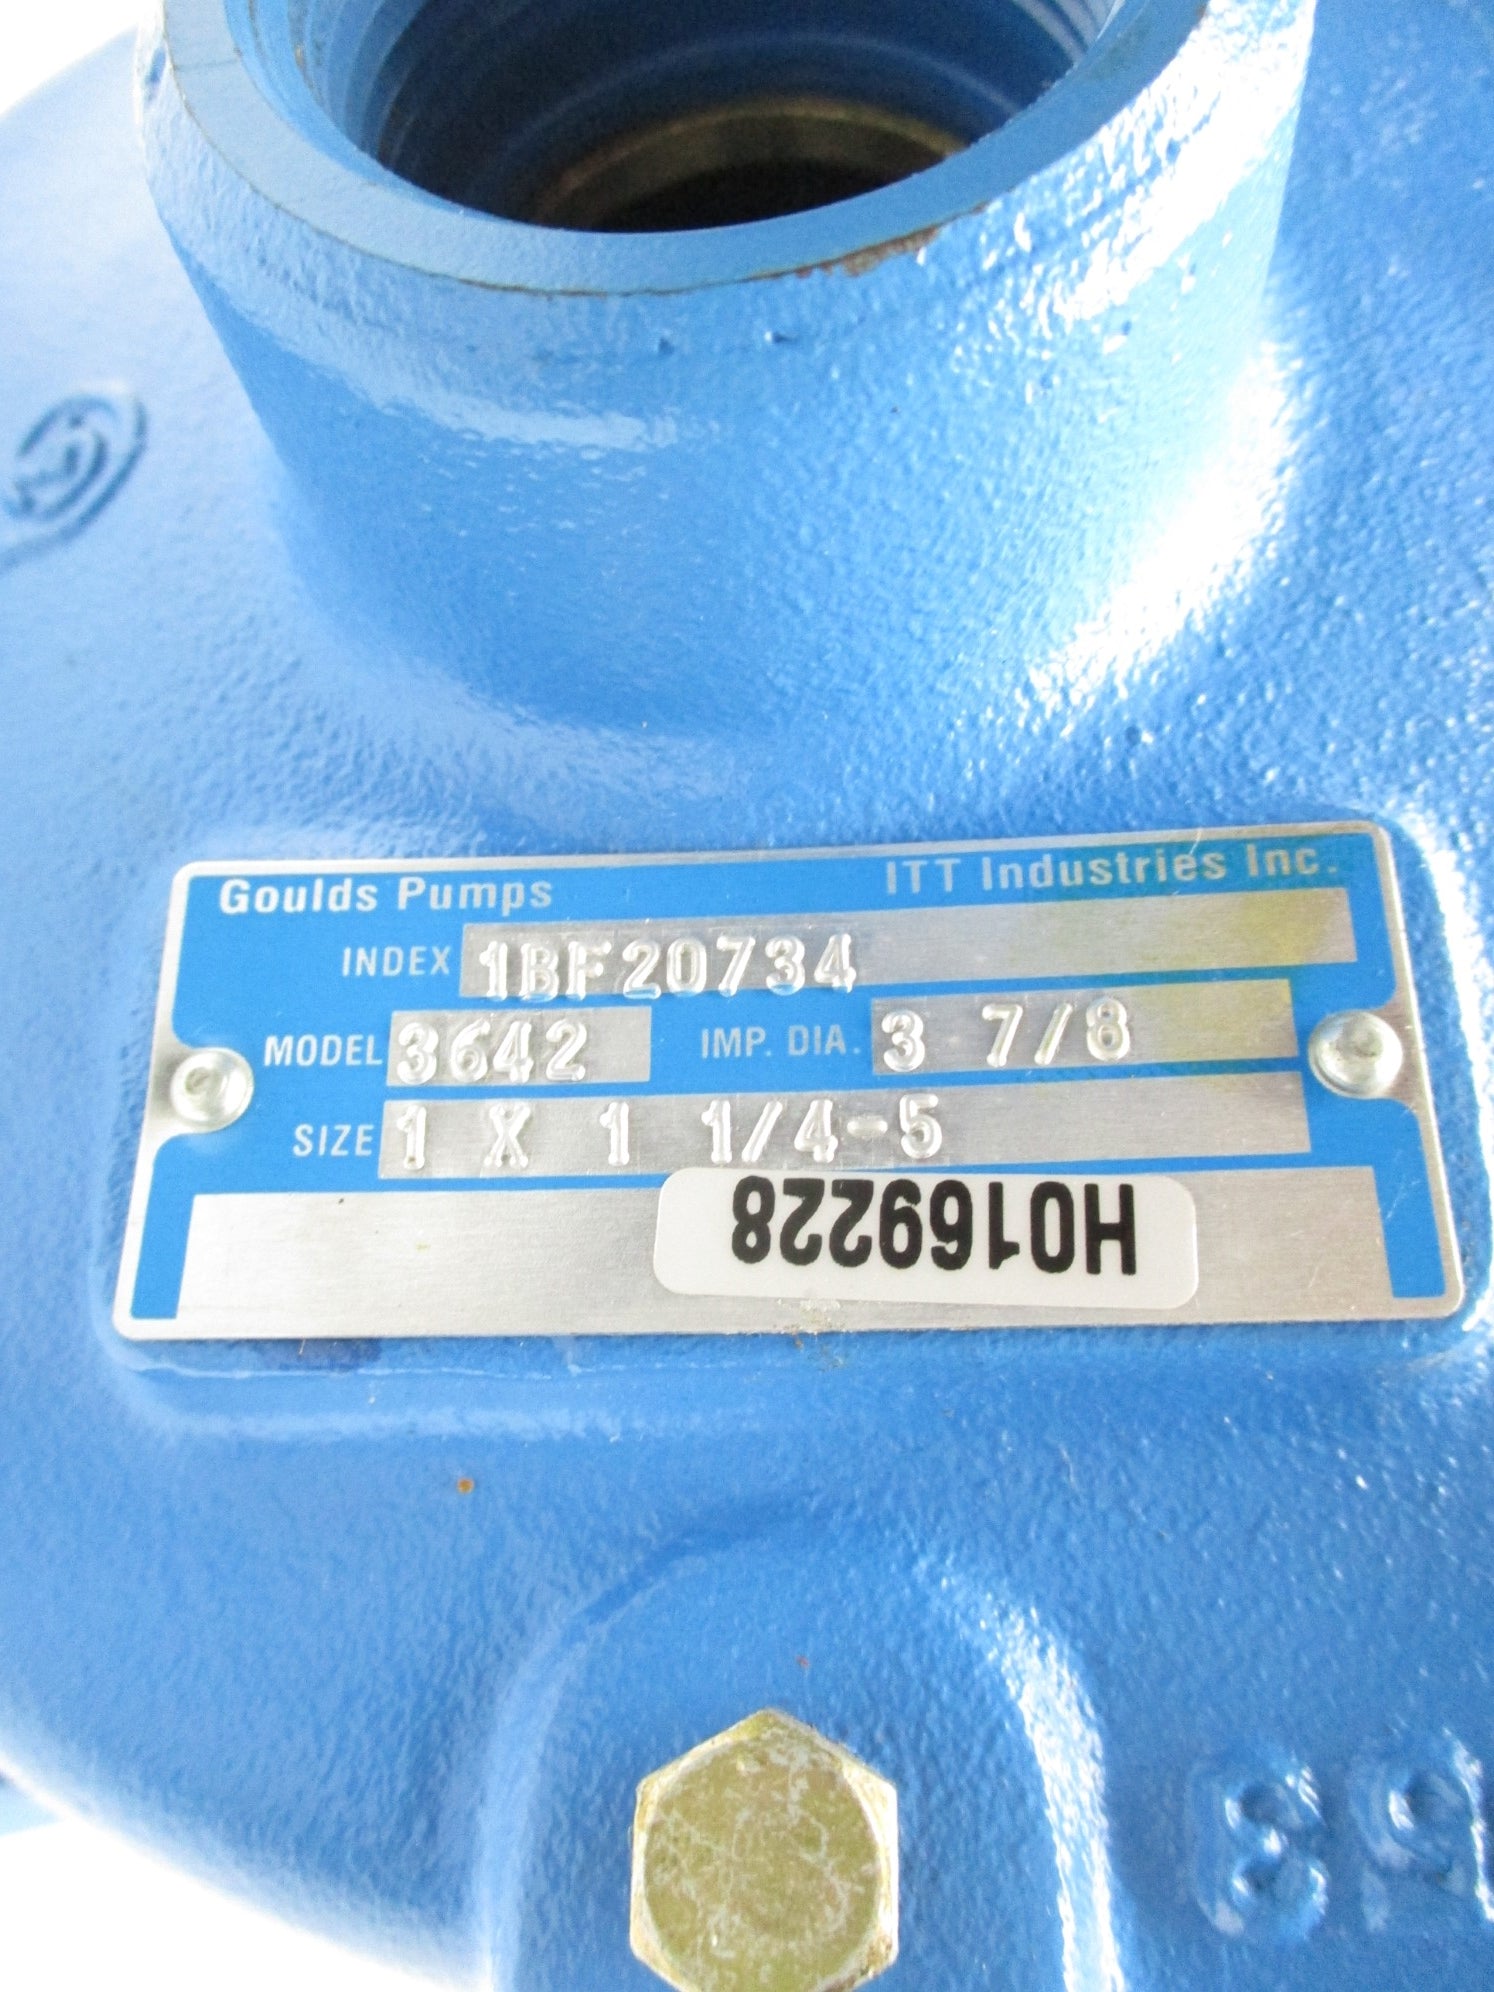 Goulds Pumps ITT Industries Inc.
INDEX 1BF20734
MODEL 3642 IMP. DIA. 3 7/8
SIZE 1 X 1 1/4-5
H0169228